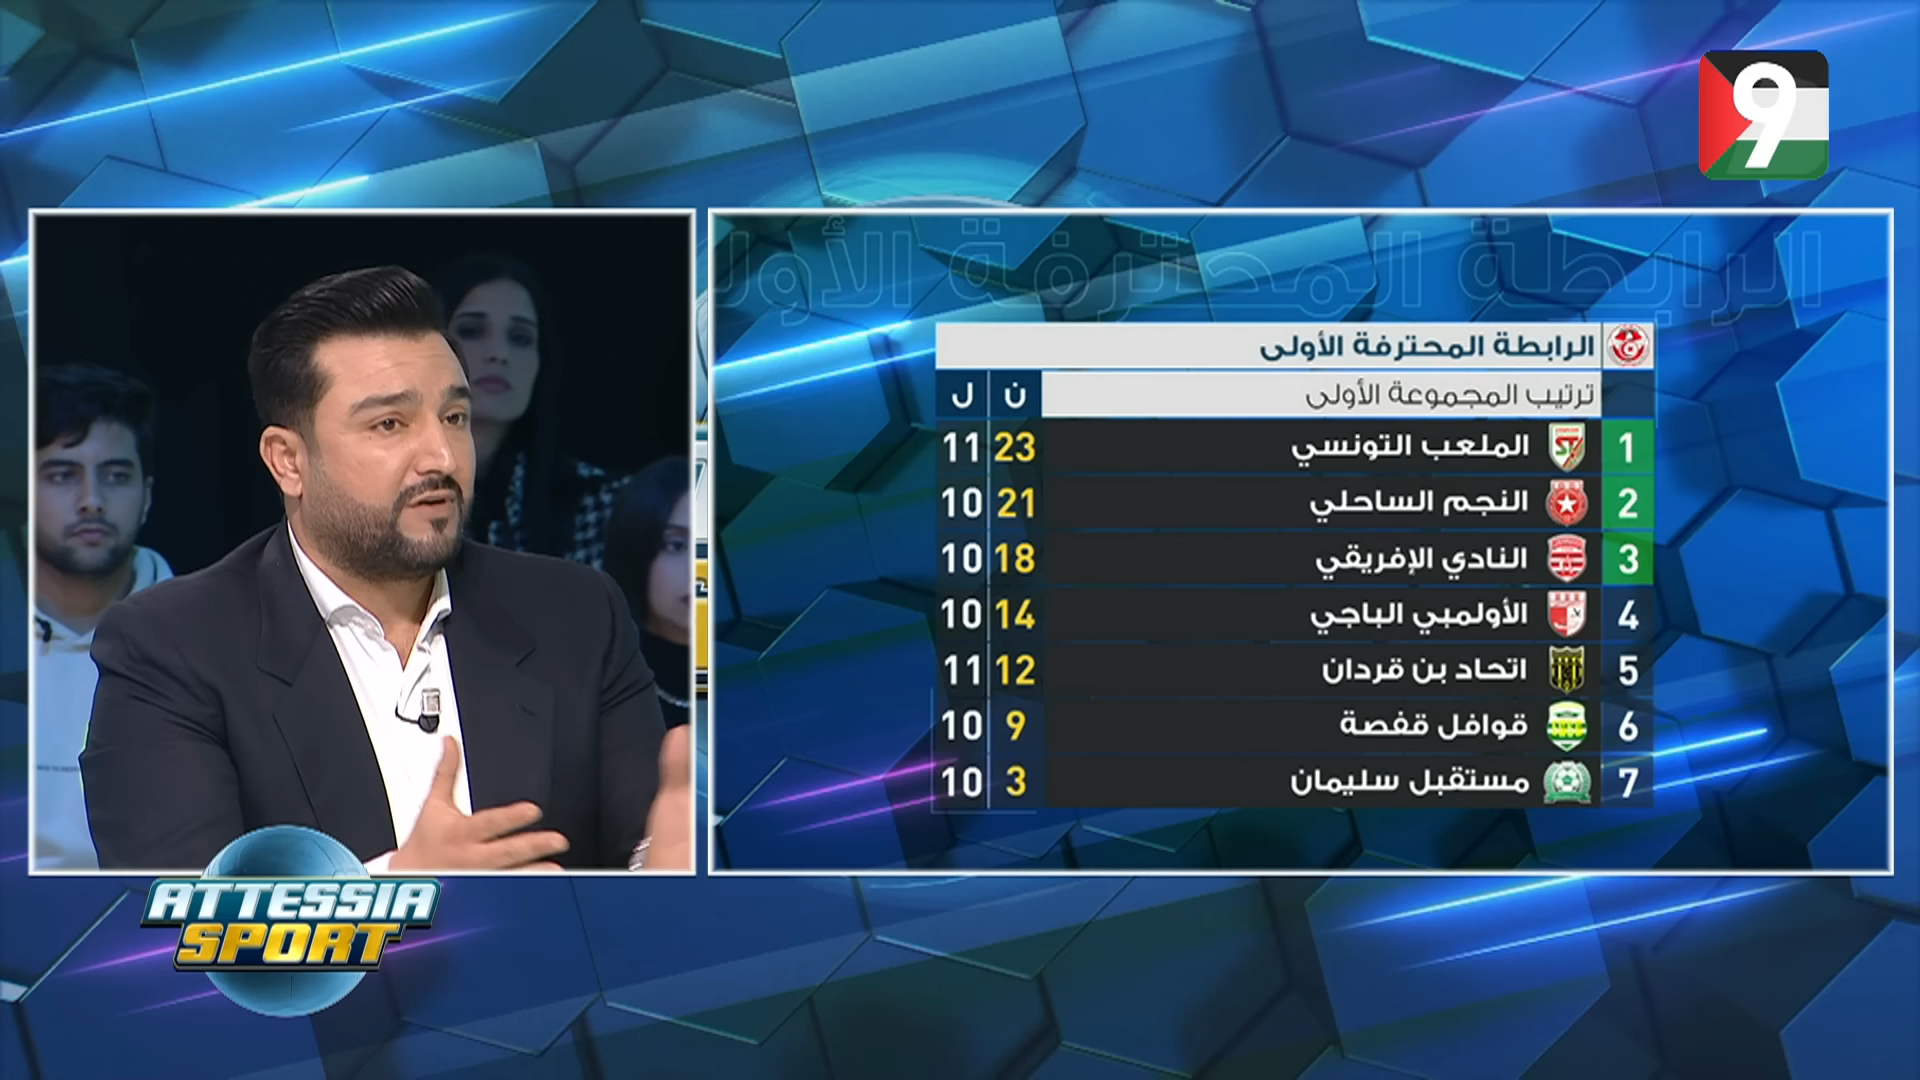 9
الرابطة المحترفة الأول
الرابطة المحترفة الأولى
ترتيب المجموعة الأولى ن ل
1 الملعب التونسي 23 11
2 النجم الساحلي 21 10
3 النادي الإفريقي 18 10
4 الأولمبي الباجي 14 10
5 اتحاد بن قردان 12 11
6 قوافل قفصة 9 10
7 مستقبل سليمان 3 10
ATTESSIA
SPORT